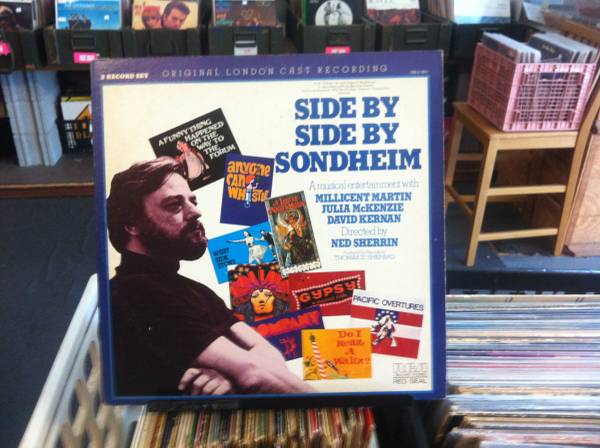 2 RECORD SET
ORIGINAL LONDON CAST RECORDING
SIDE BY
SIDE BY
SONDHEIM
A musical entertainment with
MILLICENT MARTIN
JULIA McKENZIE
DAVID KERNAN
Directed by
NED SHERRIN
THOMAS Z. SHEPARD
A FUNNY THING
HAPPENED
ON THE
WAY TO
THE
FORUM
anyone
CAN
WHISTLE
WEST
SIDE
STORY
GYPSY
COMPANY
PACIFIC OVERTURES
Do I
Hear
A
Waltz?
RCA
RED SEAL